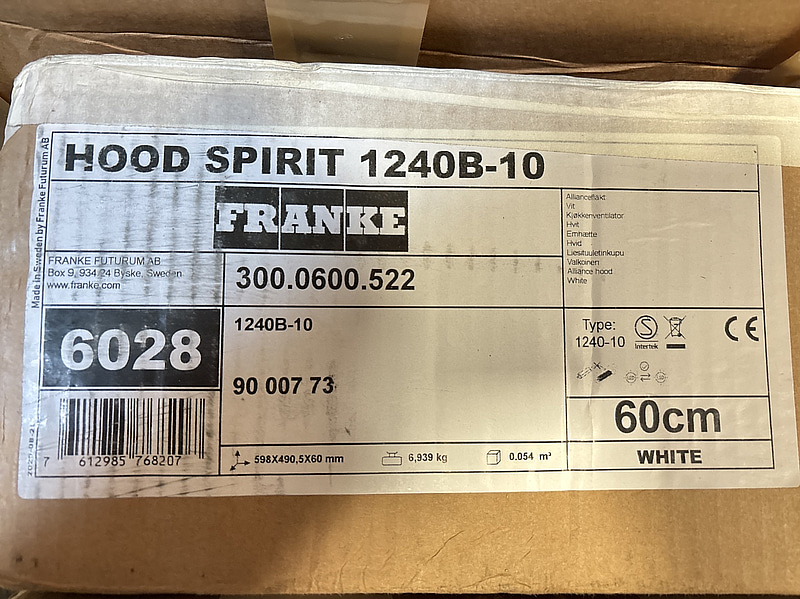 HOOD SPIRIT 1240B-10
FRANKE
Alliancefläkt
Vit
Kjøkkenventilator
Hvit
Emhætte
Hvid
Liesituuletinkupu
Valkoinen
Alliance hood
White
Made in Sweden by Franke Futurum AB
FRANKE FUTURUM AB
Box 9, 934 24 Byske, Sweden
www.franke.com
300.0600.522
6028
1240B-10
90 007 73
Type:
1240-10
S
Intertek
CE
60cm
WHITE
7 612985 768207
598X490,5X60 mm
6,939 kg
0.054 m³